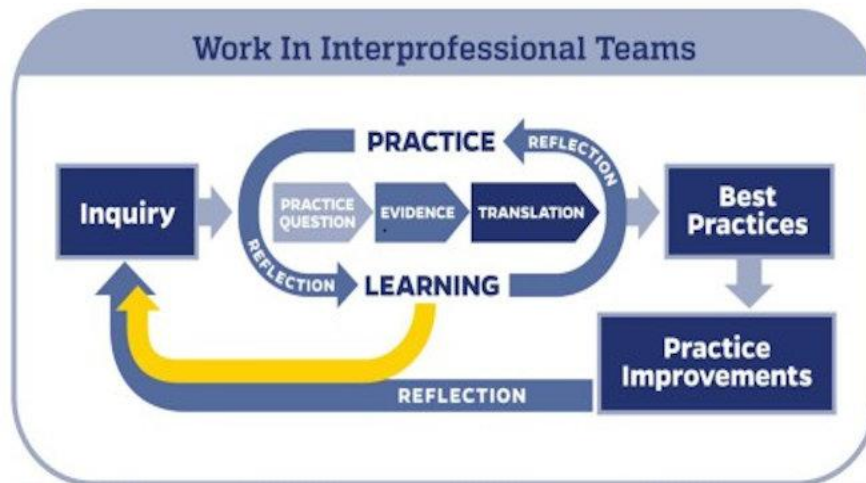 Work In Interprofessional Teams
PRACTICE
REFLECTION
Inquiry
PRACTICE
QUESTION
EVIDENCE
TRANSLATION
Best
Practices
REFLECTION
LEARNING
Practice
Improvements
REFLECTION